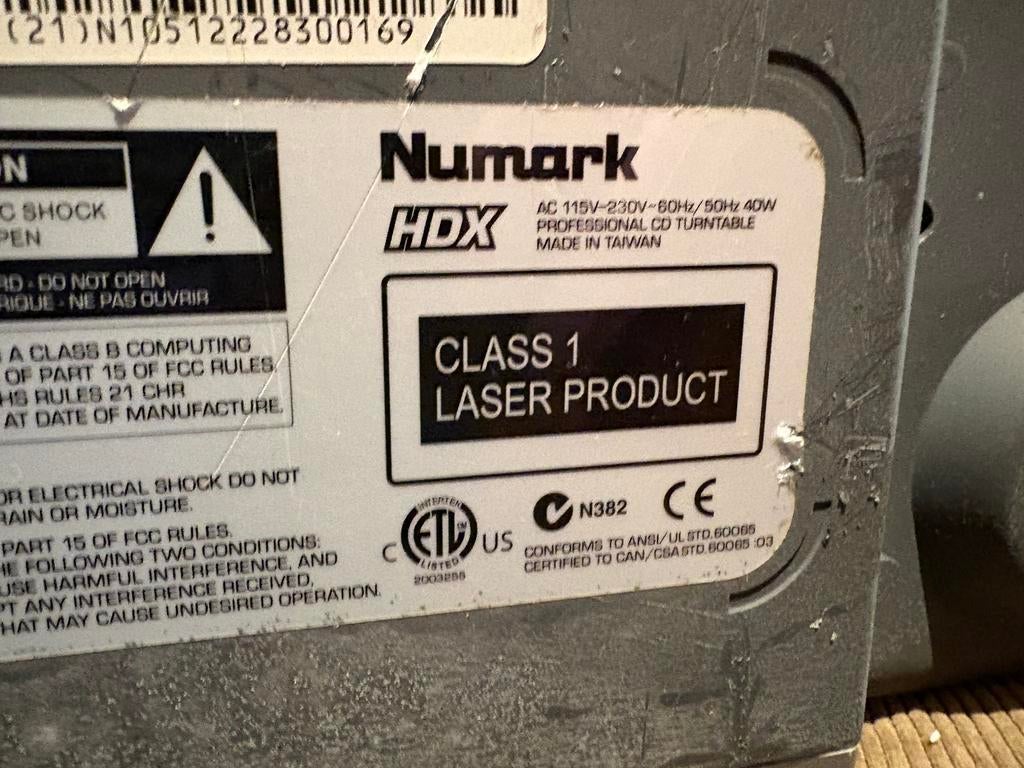 (21)N10512228300169
ON
C SHOCK
PEN
RD - DO NOT OPEN
RIQUE - NE PAS OUVRIR
A CLASS B COMPUTING
OF PART 15 OF FCC RULES
HS RULES 21 CHR
AT DATE OF MANUFACTURE.
OR ELECTRICAL SHOCK DO NOT
RAIN OR MOISTURE.
PART 15 OF FCC RULES.
HE FOLLOWING TWO CONDITIONS:
USE HARMFUL INTERFERENCE, AND
PT ANY INTERFERENCE RECEIVED,
HAT MAY CAUSE UNDESIRED OPERATION.
Numark
HDX
AC 115V~230V~60Hz/50Hz 40W
PROFESSIONAL CD TURNTABLE
MADE IN TAIWAN
CLASS 1
LASER PRODUCT
INTERTEK
C ETL US
LISTED
2003255
N382
CE
CONFORMS TO ANSI/UL STD.60065
CERTIFIED TO CAN/CSA STD.60065 :03